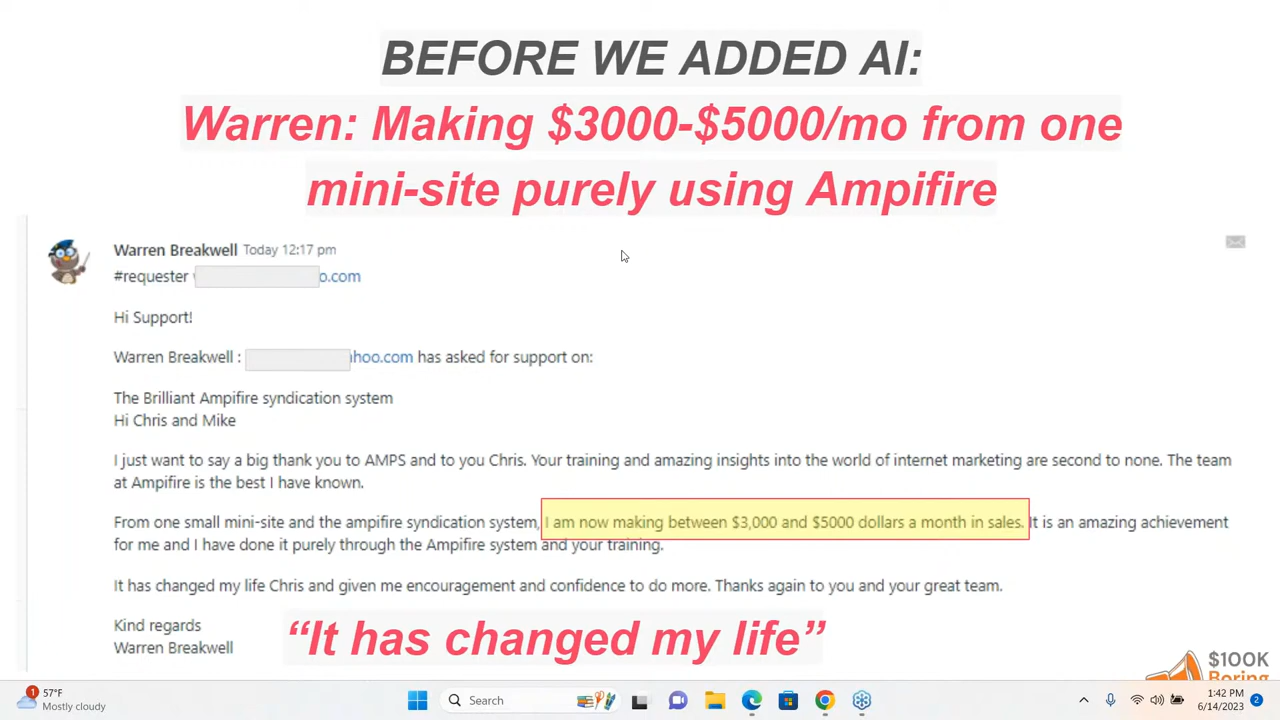 BEFORE WE ADDED AI:
Warren: Making $3000-$5000/mo from one
mini-site purely using Ampifire
Warren Breakwell Today 12:17 pm
#requester o.com
Hi Support!
Warren Breakwell : hoo.com has asked for support on:
The Brilliant Ampifire syndication system
Hi Chris and Mike
I just want to say a big thank you to AMPS and to you Chris. Your training and amazing insights into the world of internet marketing are second to none. The team
at Ampifire is the best I have known.
From one small mini-site and the ampifire syndication system, I am now making between $3,000 and $5000 dollars a month in sales. It is an amazing achievement
for me and I have done it purely through the Ampifire system and your training.
It has changed my life Chris and given me encouragement and confidence to do more. Thanks again to you and your great team.
Kind regards
Warren Breakwell
“It has changed my life”
$100K
Boring
1
57°F
Mostly cloudy
Search
1:42 PM
6/14/2023
2